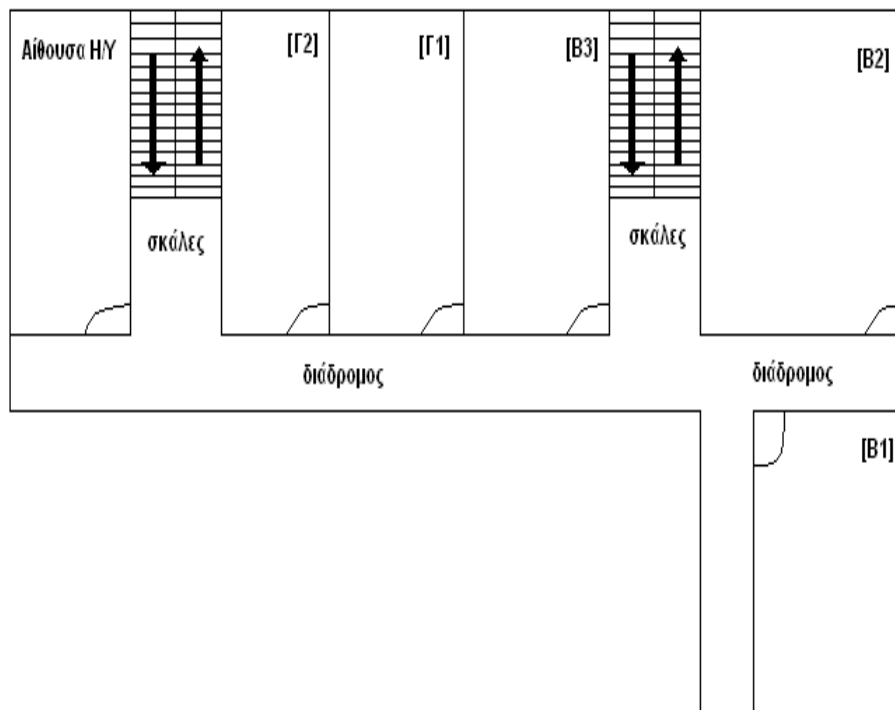 Αίθουσα Η/Υ
[Γ2]
[Γ1]
[Β3]
[Β2]
σκάλες
σκάλες
διάδρομος
διάδρομος
[Β1]